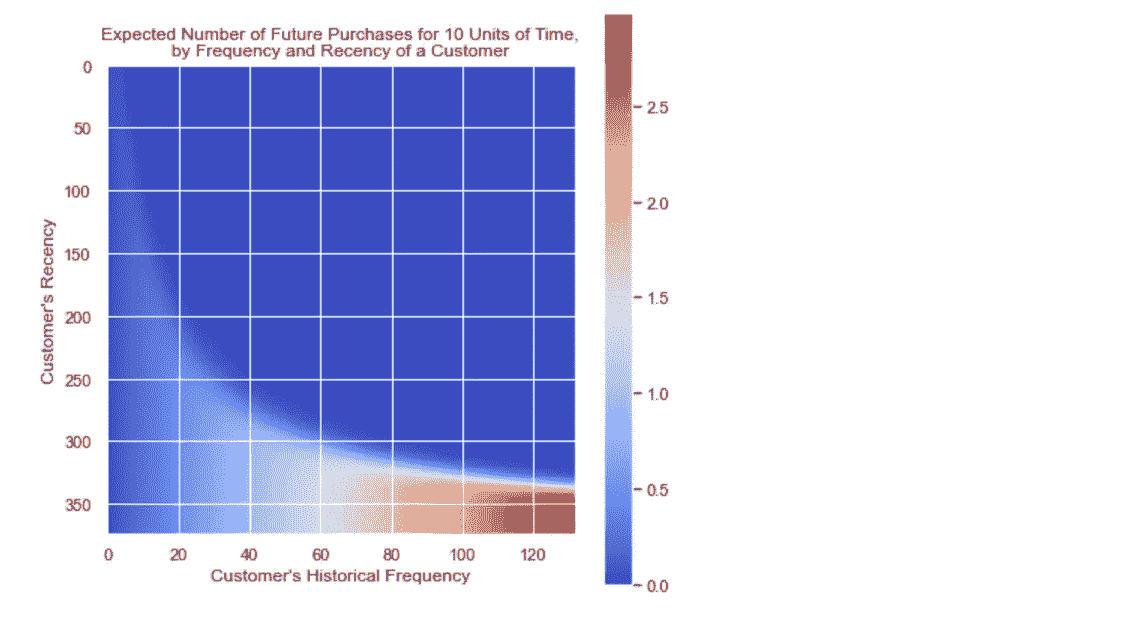 Expected Number of Future Purchases for 10 Units of Time,
by Frequency and Recency of a Customer
0
50
100
150
200
250
300
350
Customer's Recency
0 20 40 60 80 100 120
Customer's Historical Frequency
2.5
2.0
1.5
1.0
0.5
0.0